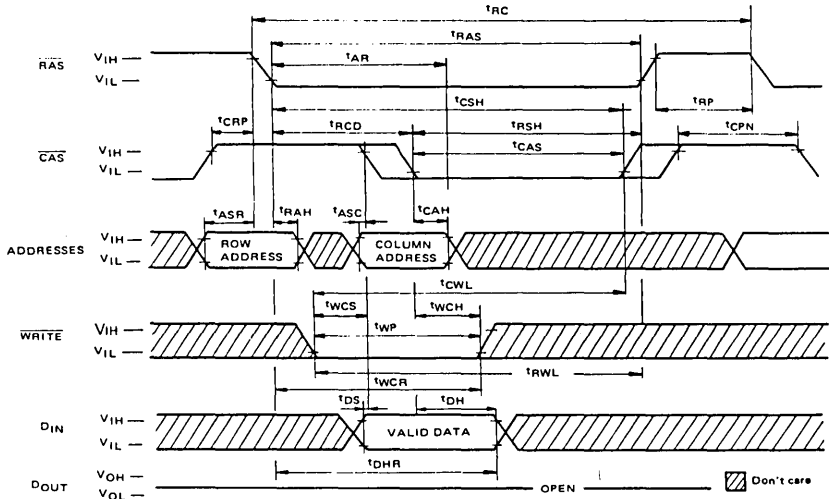 tRC
tRAS
tAR
RAS
VIH
VIL
tCSH
tRP
tCRP
tRCD
tRSH
tCPN
CAS
VIH
VIL
tCAS
tASR
tRAH
tASC
tCAH
ADDRESSES
VIH
VIL
ROW ADDRESS
COLUMN ADDRESS
tCWL
tWCS
tWCH
WRITE
VIH
VIL
tWP
tRWL
tWCR
tDS
tDH
DIN
VIH
VIL
VALID DATA
tDHR
DOUT
VOH
VOL
OPEN
Don't care